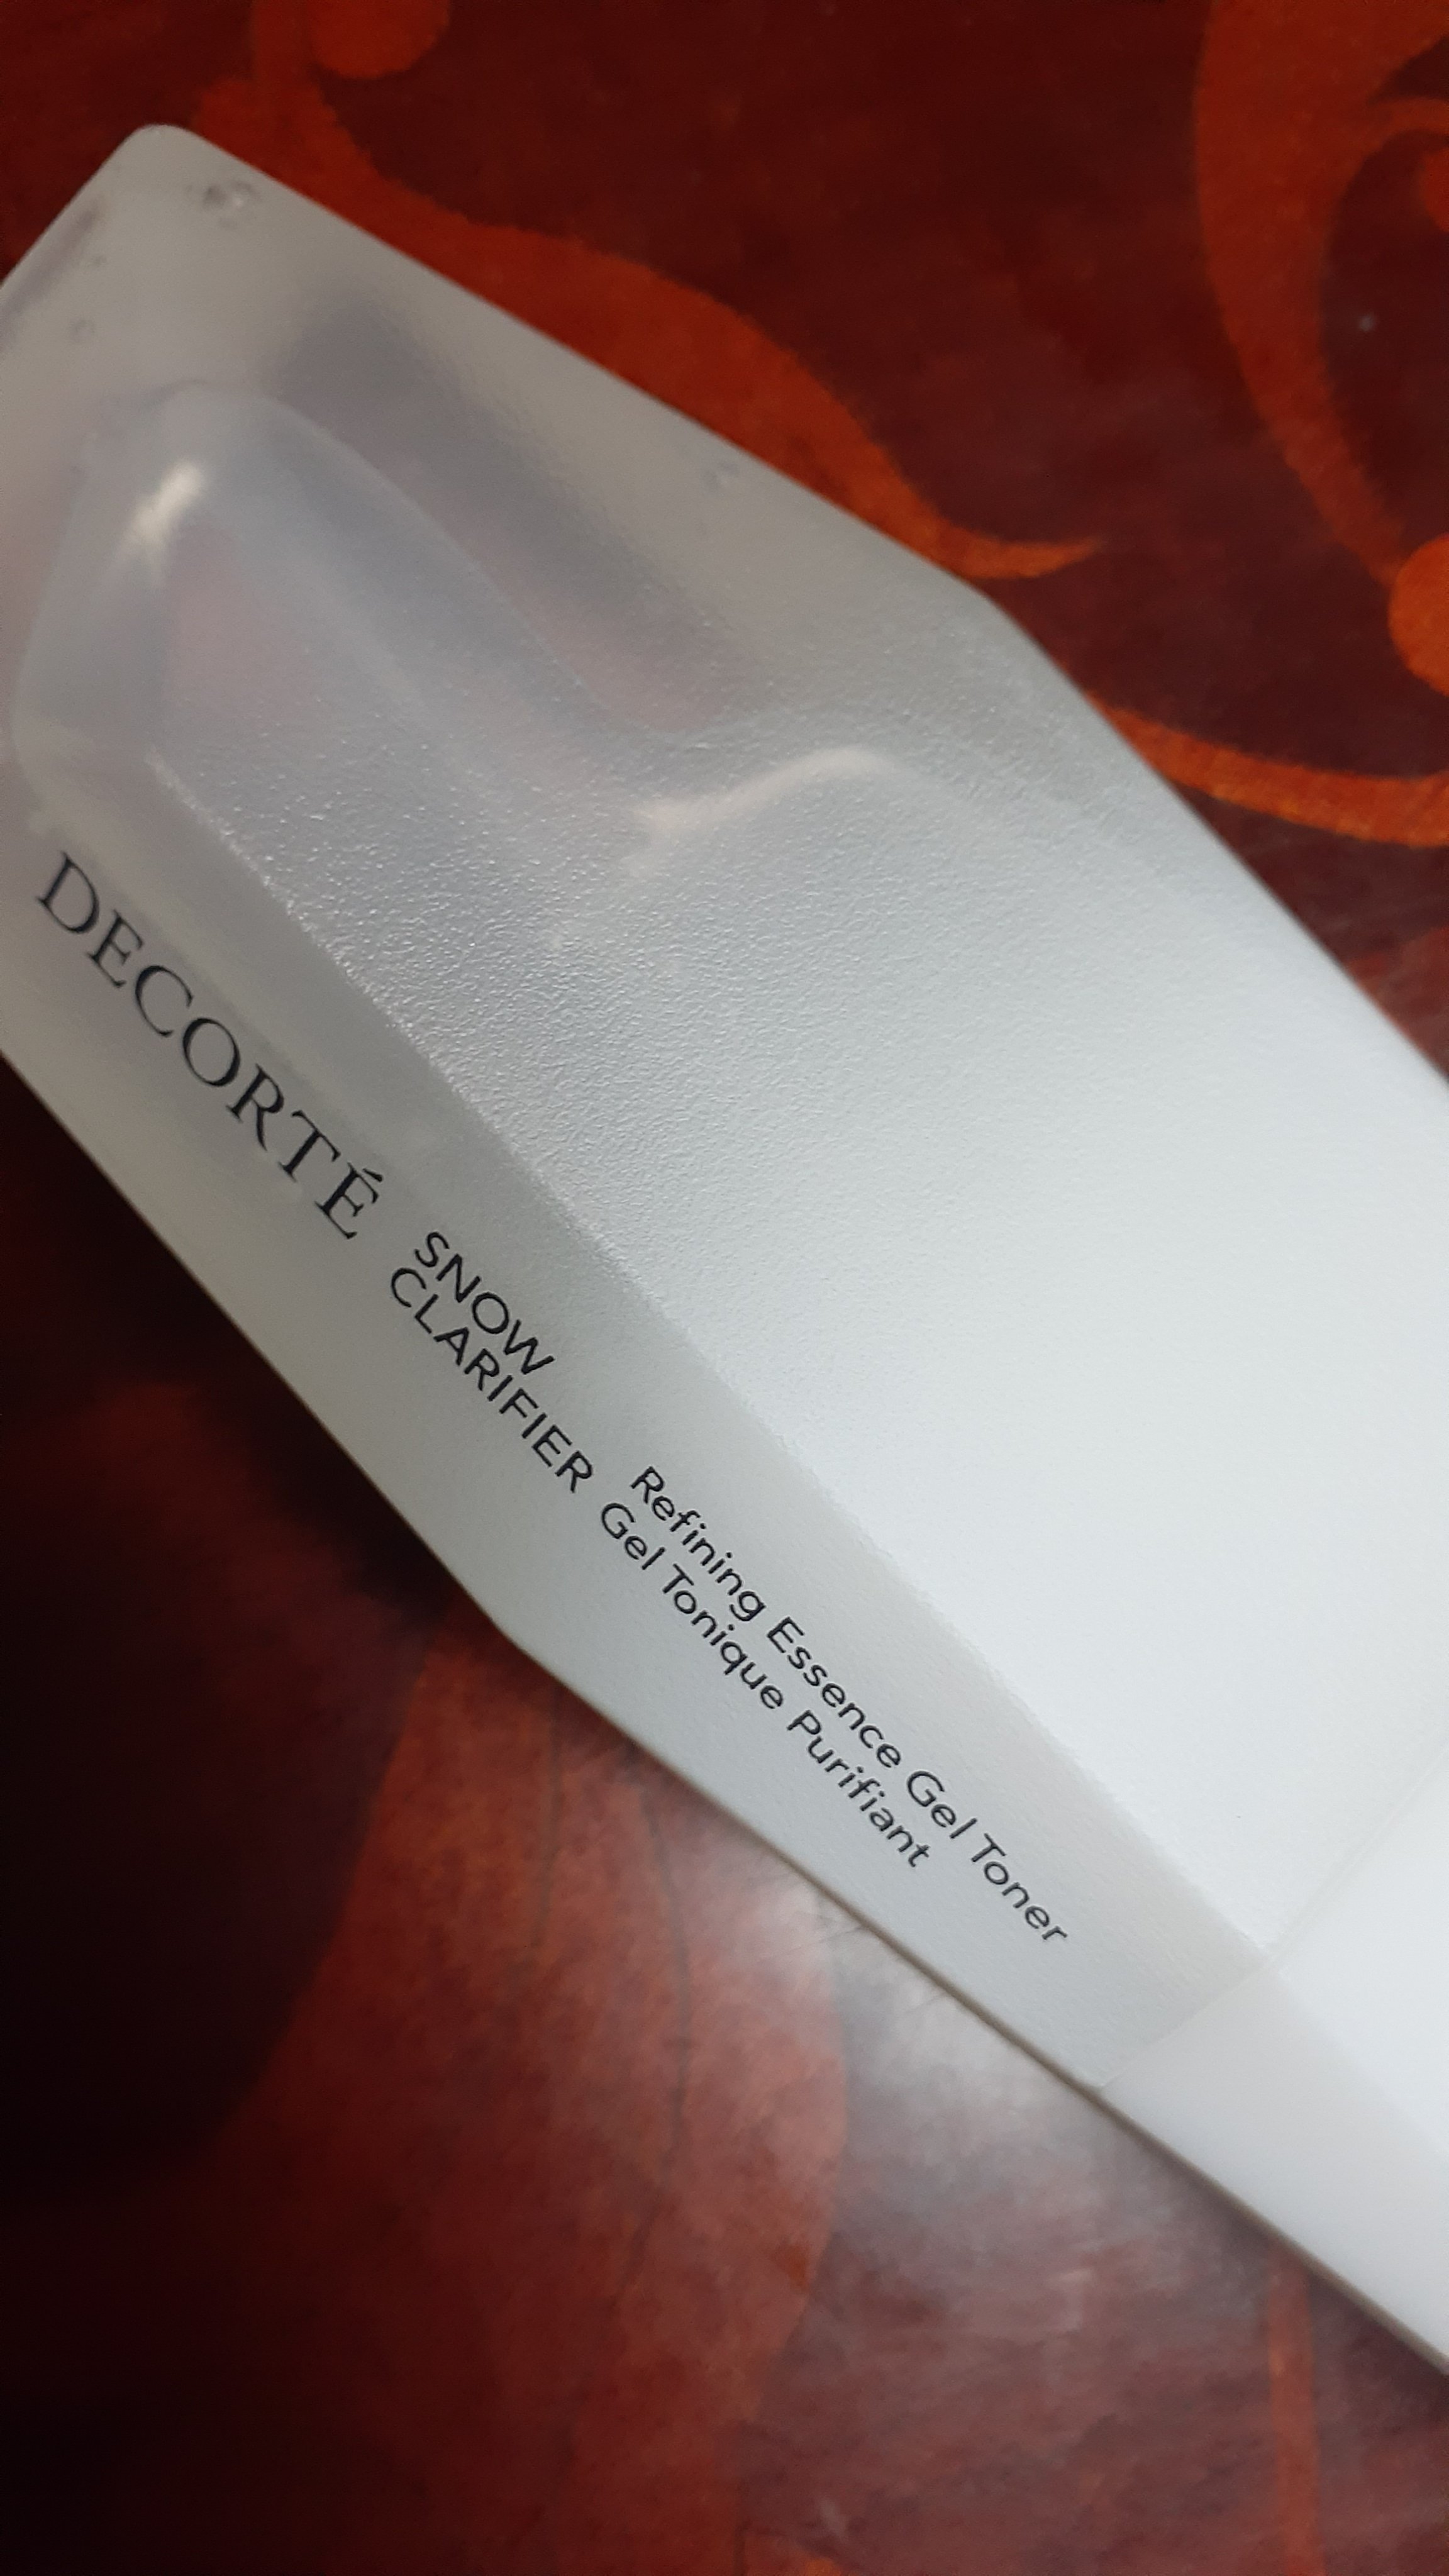 DECORTÉ
SNOW
CLARIFIER
Refining Essence Gel Toner
Gel Tonique Purifiant